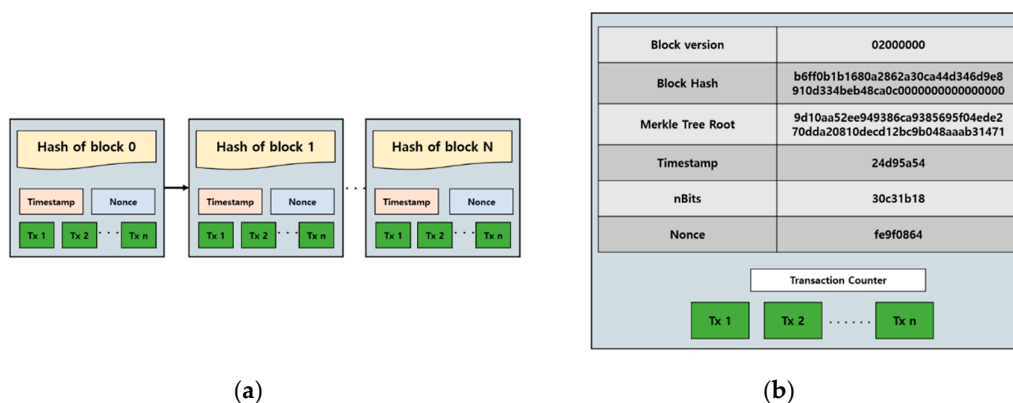 Hash of block 0
Timestamp
Nonce
Tx 1
Tx 2
Tx n
Hash of block 1
Timestamp
Nonce
Tx 1
Tx 2
Tx n
Hash of block N
Timestamp
Nonce
Tx 1
Tx 2
Tx n
(a)
Block version 02000000
Block Hash b6ff0b1b1680a2862a30ca44d346d9e8
910d334beb48ca0c0000000000000000
Merkle Tree Root 9d10aa52ee949386ca9385695f04ede2
70dda20810decd12bc9b048aaab31471
Timestamp 24d95a54
nBits 30c31b18
Nonce fe9f0864
Transaction Counter
Tx 1 Tx 2 ...... Tx n
(b)